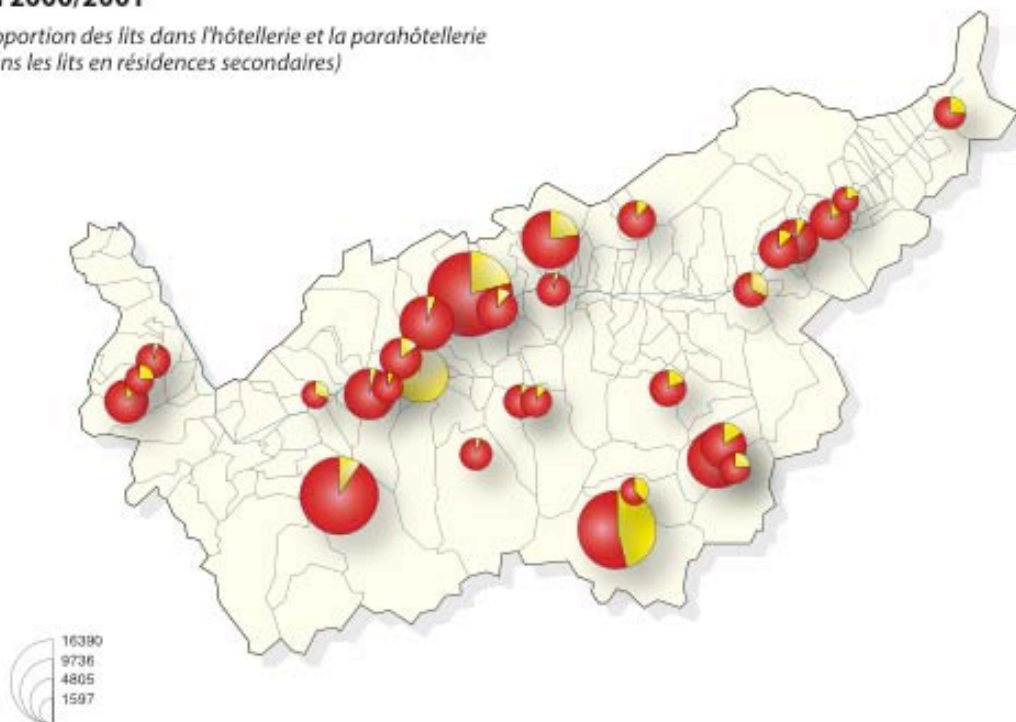 2000/2001
oportion des lits dans l'hôtellerie et la parahôtellerie
ns les lits en résidences secondaires)
16390
9736
4805
1597